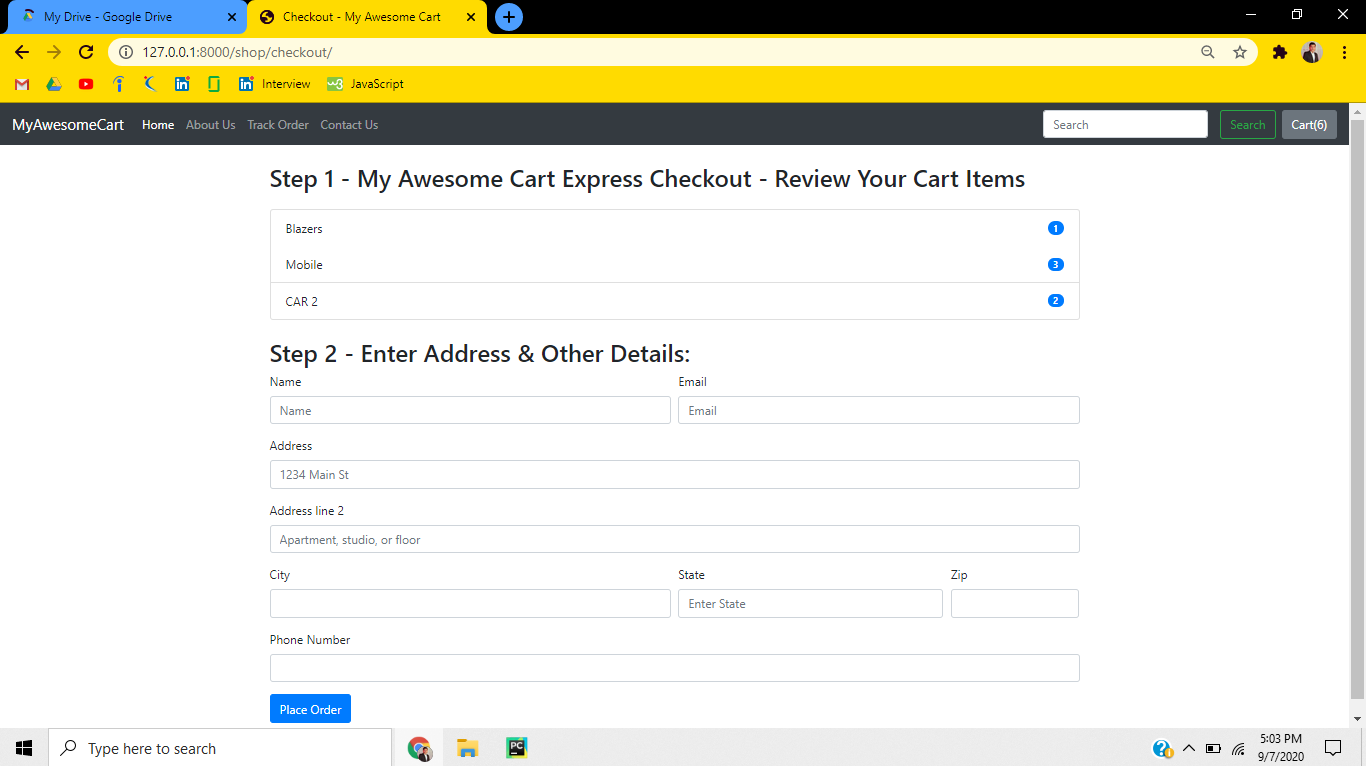 My Drive - Google Drive
Checkout - My Awesome Cart
127.0.0.1:8000/shop/checkout/
Interview
JavaScript
MyAwesomeCart Home About Us Track Order Contact Us Search Search Cart(6)
Step 1 - My Awesome Cart Express Checkout - Review Your Cart Items
Blazers 1
Mobile 3
CAR 2 2
Step 2 - Enter Address & Other Details:
Name Email
Name Email
Address
1234 Main St
Address line 2
Apartment, studio, or floor
City State Zip
Enter State
Phone Number
Place Order
Type here to search
PC
5:03 PM
9/7/2020